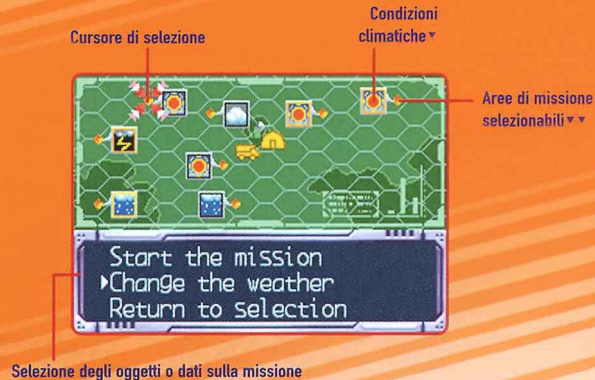 Condizioni
climatiche▼
Cursore di selezione
Aree di missione
selezionabili▼▼
Start the mission
▶Change the weather
Return to Selection
Selezione degli oggetti o dati sulla missione